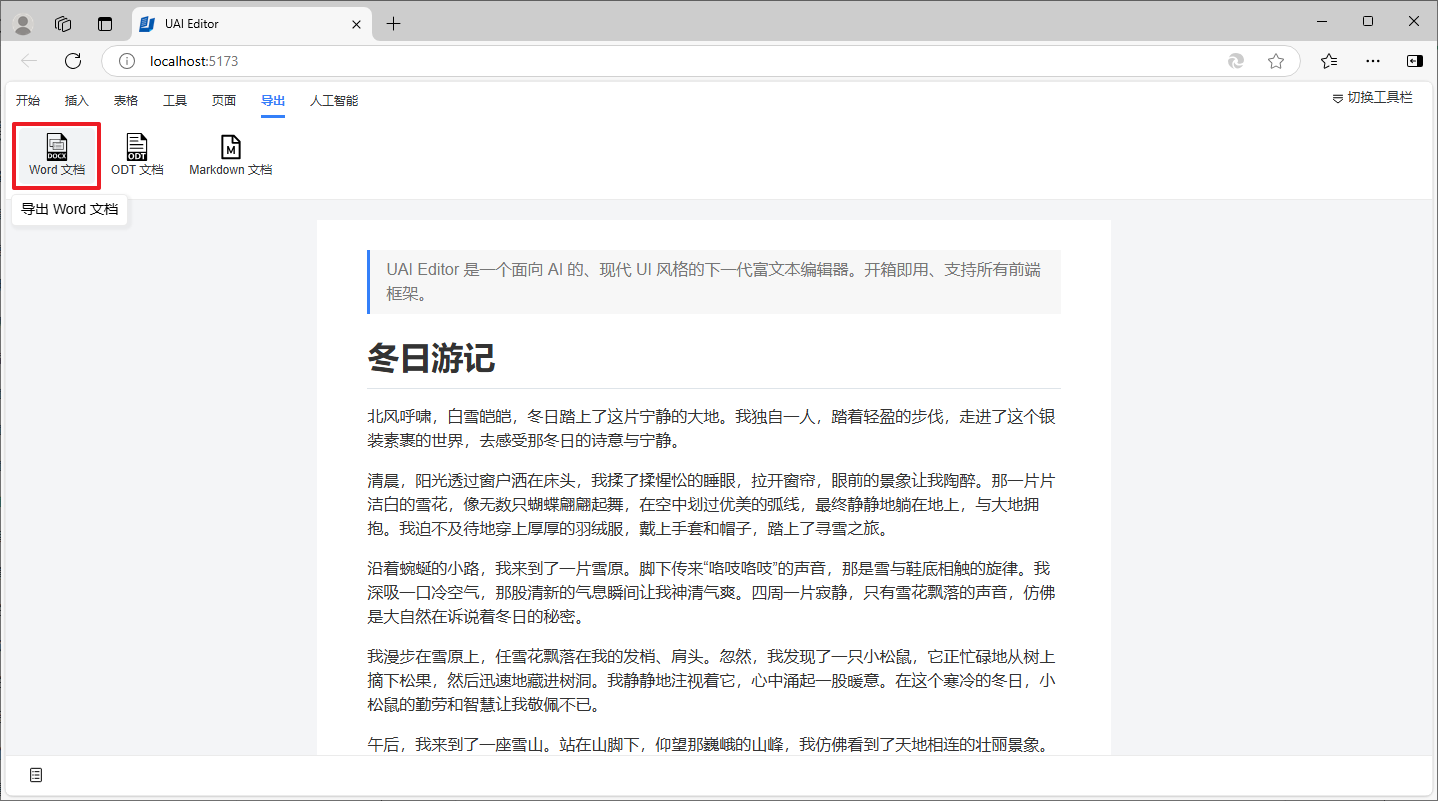 UAI Editor
localhost:5173
开始 插入 表格 工具 页面 导出 人工智能 切换工具栏
DOCX ODT M
Word 文档 ODT 文档 Markdown 文档
导出 Word 文档
UAI Editor 是一个面向 AI 的、现代 UI 风格的下一代富文本编辑器。开箱即用、支持所有前端
框架。
冬日游记
北风呼啸，白雪皑皑，冬日踏上了这片宁静的大地。我独自一人，踏着轻盈的步伐，走进了这个银
装素裹的世界，去感受那冬日的诗意与宁静。
清晨，阳光透过窗户洒在床头，我揉了揉惺忪的睡眼，拉开窗帘，眼前的景象让我陶醉。那一片片
洁白的雪花，像无数只蝴蝶翩翩起舞，在空中划过优美的弧线，最终静静地躺在地上，与大地拥
抱。我迫不及待地穿上厚厚的羽绒服，戴上手套和帽子，踏上了寻雪之旅。
沿着蜿蜒的小路，我来到了一片雪原。脚下传来“咯吱咯吱”的声音，那是雪与鞋底相触的旋律。我
深吸一口冷空气，那股清新的气息瞬间让我神清气爽。四周一片寂静，只有雪花飘落的声音，仿佛
是大自然在诉说着冬日的秘密。
我漫步在雪原上，任雪花飘落在我的发梢、肩头。忽然，我发现了一只小松鼠，它正忙碌地从树上
摘下松果，然后迅速地藏进树洞。我静静地注视着它，心中涌起一股暖意。在这个寒冷的冬日，小
松鼠的勤劳和智慧让我敬佩不已。
午后，我来到了一座雪山。站在山脚下，仰望那巍峨的山峰，我仿佛看到了天地相连的壮丽景象。